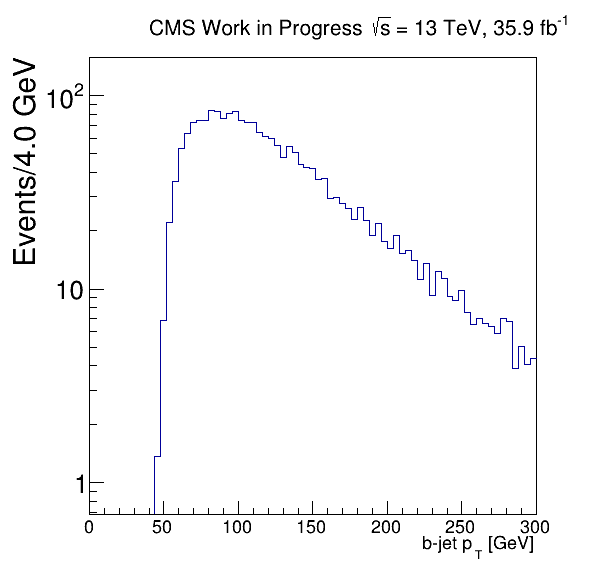 CMS Work in Progress √s = 13 TeV, 35.9 fb⁻¹
Events/4.0 GeV
10²
10
1
0 50 100 150 200 250 300
b-jet p_T [GeV]